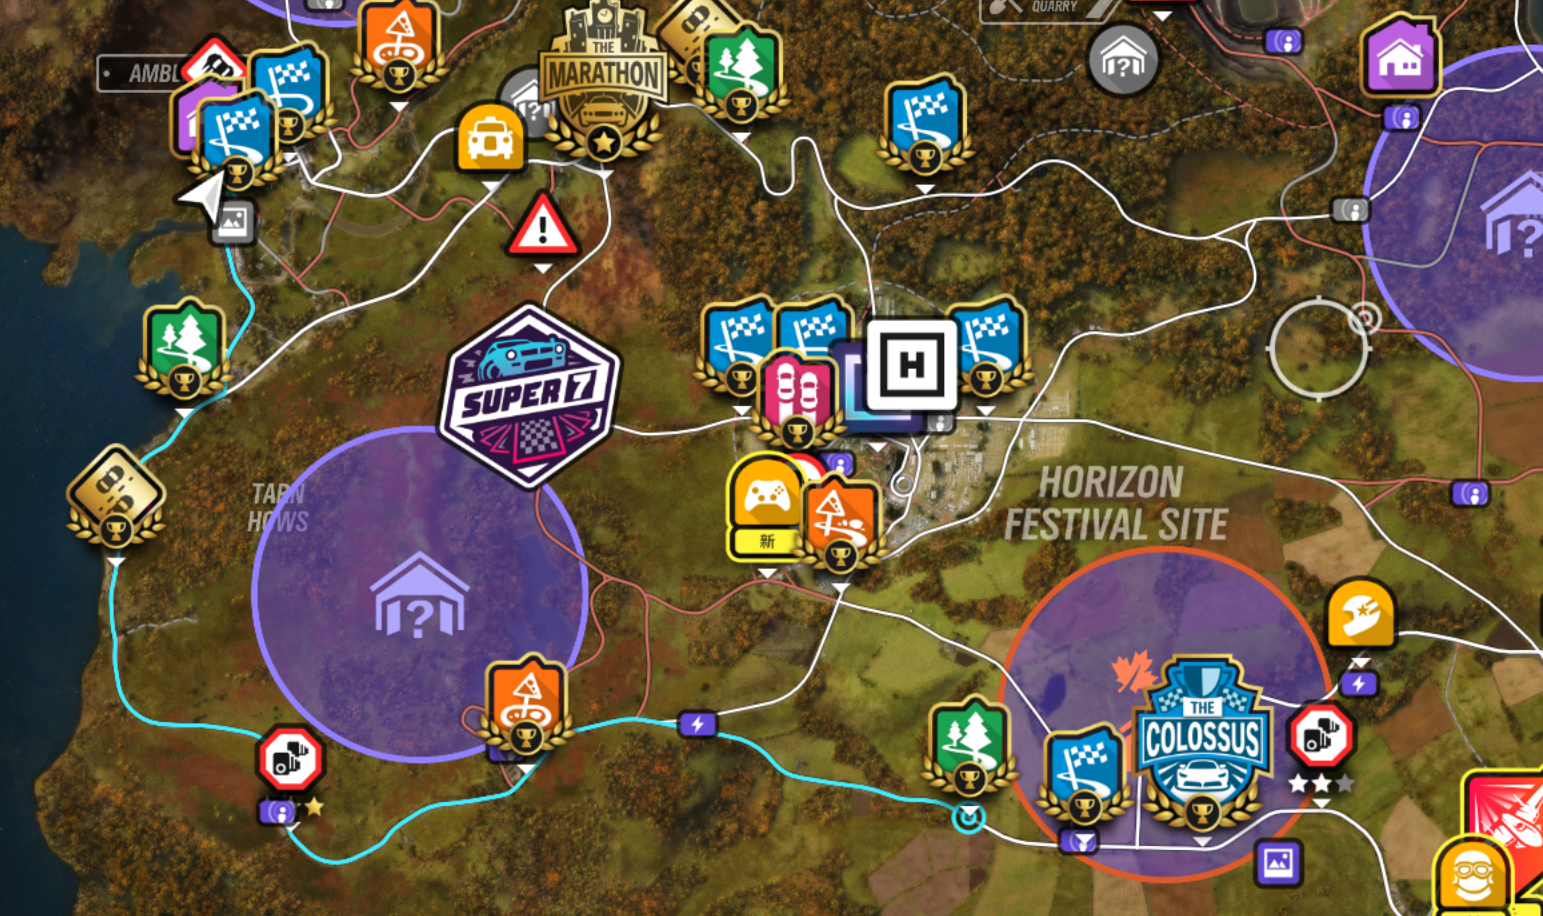 QUARRY
AMBL
THE
MARATHON
SUPER 7
H
TARN
HOWS
HORIZON
FESTIVAL SITE
新
THE
COLOSSUS